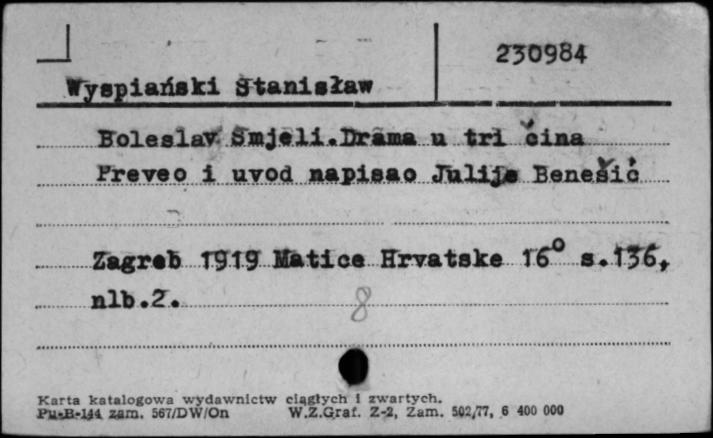 230984
Wyspiański Stanisław
Boleslav Smjeli.Drama u tri čina
Preveo i uvod napisao Julije Benešić
Zagreb 1919 Matice Hrvatske 16° s.136,
nlb.2.
8
Karta katalogowa wydawnictw ciągłych i zwartych.
Pu-B-144 zam. 567/DW/On W.Z.Graf. Z-2, Zam. 502/77, 6 400 000